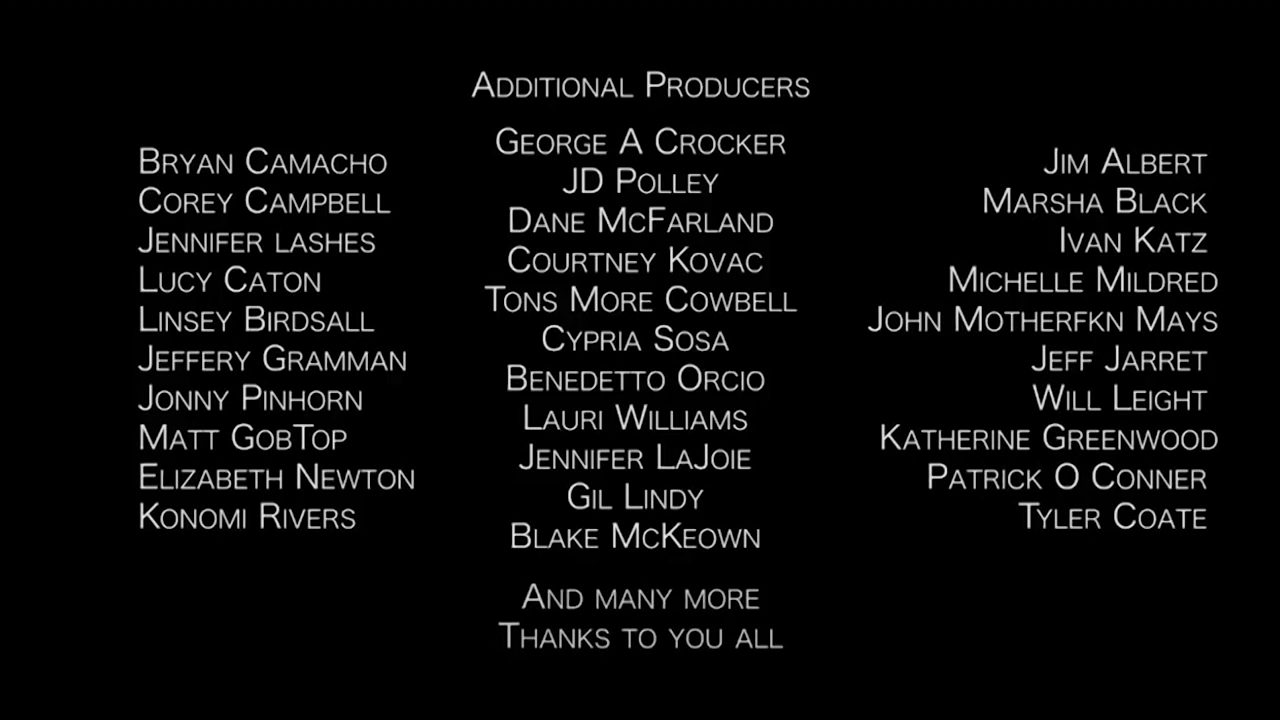 Additional Producers
Bryan Camacho
Corey Campbell
Jennifer lashes
Lucy Caton
Linsey Birdsall
Jeffery Gramman
Jonny Pinhorn
Matt GobTop
Elizabeth Newton
Konomi Rivers
George A Crocker
JD Polley
Dane McFarland
Courtney Kovac
Tons More Cowbell
Cypria Sosa
Benedetto Orcio
Lauri Williams
Jennifer LaJoie
Gil Lindy
Blake McKeown
Jim Albert
Marsha Black
Ivan Katz
Michelle Mildred
John Motherfkn Mays
Jeff Jarret
Will Leight
Katherine Greenwood
Patrick O Conner
Tyler Coate
And many more
Thanks to you all